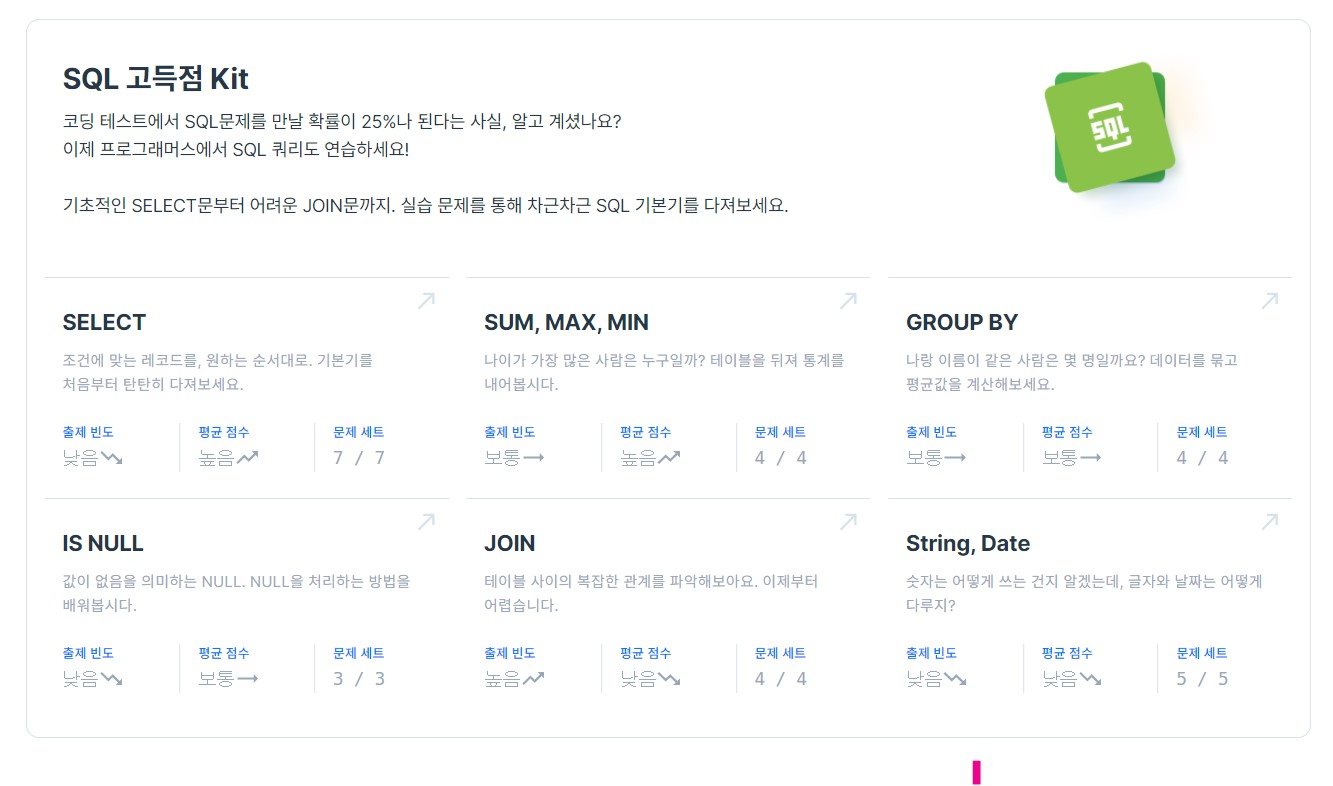 SQL 고득점 Kit
코딩 테스트에서 SQL문제를 만날 확률이 25%나 된다는 사실, 알고 계셨나요?
이제 프로그래머스에서 SQL 쿼리도 연습하세요!
기초적인 SELECT문부터 어려운 JOIN문까지. 실습 문제를 통해 차근차근 SQL 기본기를 다져보세요.
SQL
SELECT
조건에 맞는 레코드를, 원하는 순서대로. 기본기를
처음부터 탄탄히 다져보세요.
출제 빈도
낮음
평균 점수
높음
문제 세트
7 / 7
SUM, MAX, MIN
나이가 가장 많은 사람은 누구일까? 테이블을 뒤져 통계를
내어봅시다.
출제 빈도
보통
평균 점수
높음
문제 세트
4 / 4
GROUP BY
나랑 이름이 같은 사람은 몇 명일까요? 데이터를 묶고
평균값을 계산해보세요.
출제 빈도
보통
평균 점수
보통
문제 세트
4 / 4
IS NULL
값이 없음을 의미하는 NULL. NULL을 처리하는 방법을
배워봅시다.
출제 빈도
낮음
평균 점수
보통
문제 세트
3 / 3
JOIN
테이블 사이의 복잡한 관계를 파악해보아요. 이제부터
어렵습니다.
출제 빈도
높음
평균 점수
낮음
문제 세트
4 / 4
String, Date
숫자는 어떻게 쓰는 건지 알겠는데, 글자와 날짜는 어떻게
다루지?
출제 빈도
낮음
평균 점수
낮음
문제 세트
5 / 5